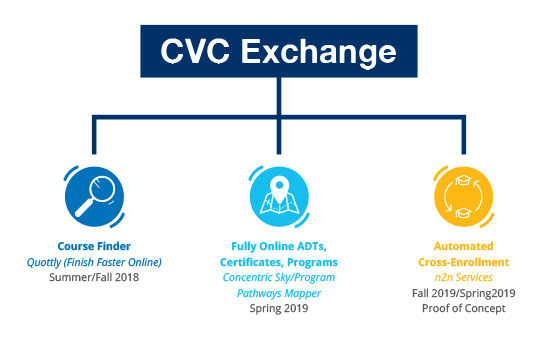 CVC Exchange
Course Finder
Quottly (Finish Faster Online)
Summer/Fall 2018
Fully Online ADTs,
Certificates, Programs
Concentric Sky/Program
Pathways Mapper
Spring 2019
Automated
Cross-Enrollment
n2n Services
Fall 2019/Spring2019
Proof of Concept